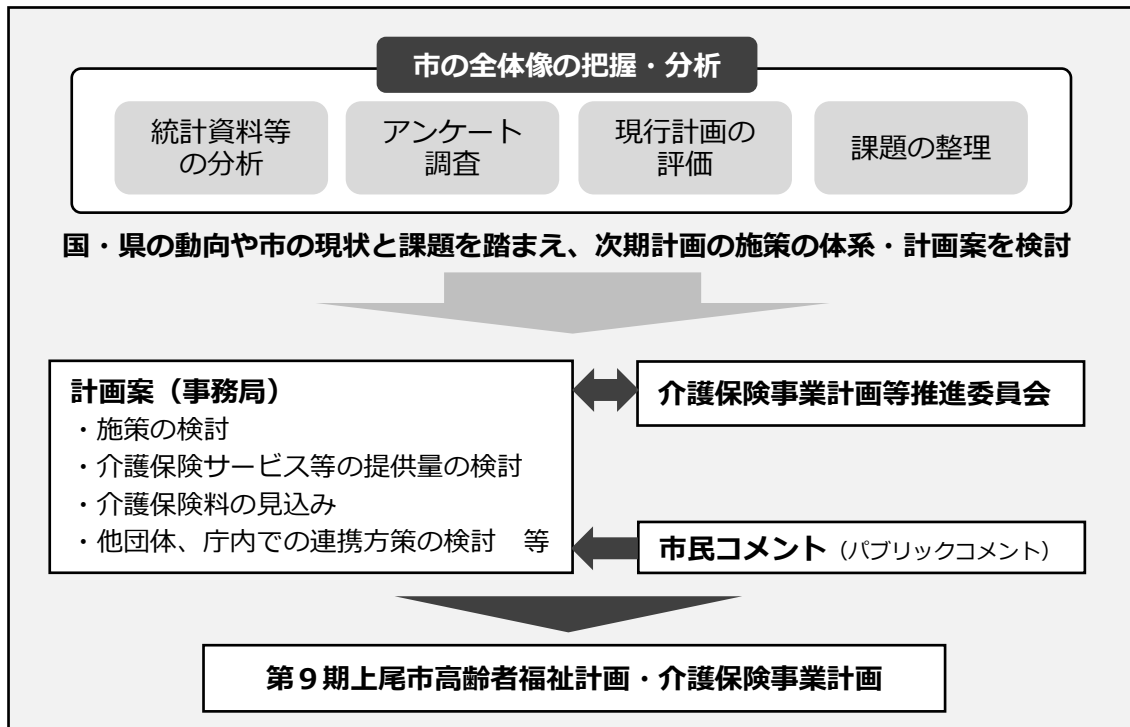 市の全体像の把握・分析
統計資料等
の分析
アンケート
調査
現行計画の
評価
課題の整理
国・県の動向や市の現状と課題を踏まえ、次期計画の施策の体系・計画案を検討
計画案（事務局）
・施策の検討
・介護保険サービス等の提供量の検討
・介護保険料の見込み
・他団体、庁内での連携方策の検討　等
介護保険事業計画等推進委員会
市民コメント（パブリックコメント）
第９期上尾市高齢者福祉計画・介護保険事業計画